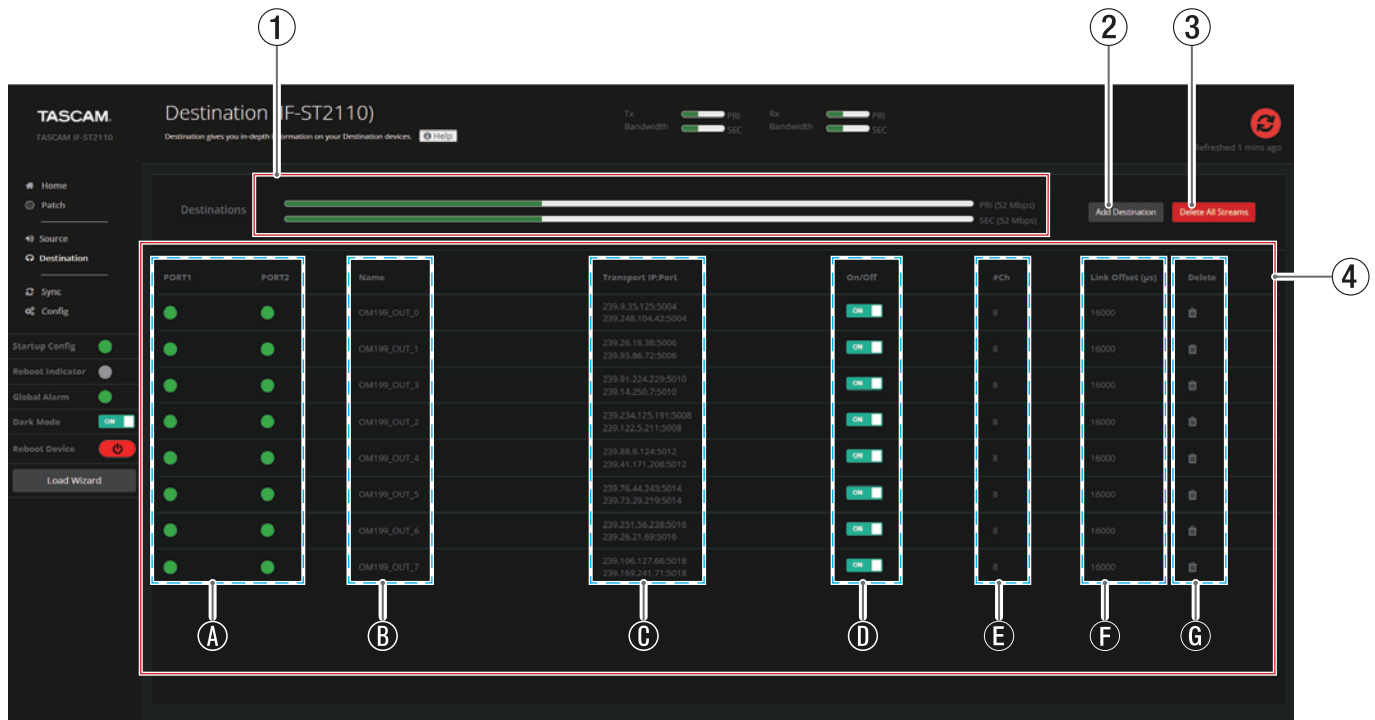 ① ② ③
TASCAM
TASCAM IF-ST2110
Destination (IF-ST2110)
Destination gives you in-depth information on your Destination devices. Help
Tx Bandwidth PRI SEC
Rx Bandwidth PRI SEC
Refreshed 1 mins ago
Home
Patch
Source
Destination
Sync
Config
Startup Config
Reboot Indicator
Global Alarm
Dark Mode ON
Reboot Device
Load Wizard
Destinations
PRI (52 Mbps)
SEC (52 Mbps)
Add Destination
Delete All Streams
④
PORT1 PORT2 Name Transport IP:Port On/Off #Ch Link Offset (µs) Delete
OM199_OUT_0 239.9.35.125:5004 ON 8 16000
239.248.104.42:5004
OM199_OUT_1 239.26.18.38:5006 ON 8 16000
239.93.86.72:5006
OM199_OUT_3 239.91.224.229:5010 ON 8 16000
239.14.250.7:5010
OM199_OUT_2 239.234.125.191:5008 ON 8 16000
239.122.5.211:5008
OM199_OUT_4 239.88.9.124:5012 ON 8 16000
239.41.171.208:5012
OM199_OUT_5 239.76.44.243:5014 ON 8 16000
239.73.29.219:5014
OM199_OUT_6 239.251.56.238:5016 ON 8 16000
239.26.21.69:5016
OM199_OUT_7 239.106.127.66:5018 ON 8 16000
239.169.241.71:5018
Ⓐ Ⓑ Ⓒ Ⓓ Ⓔ Ⓕ Ⓖ